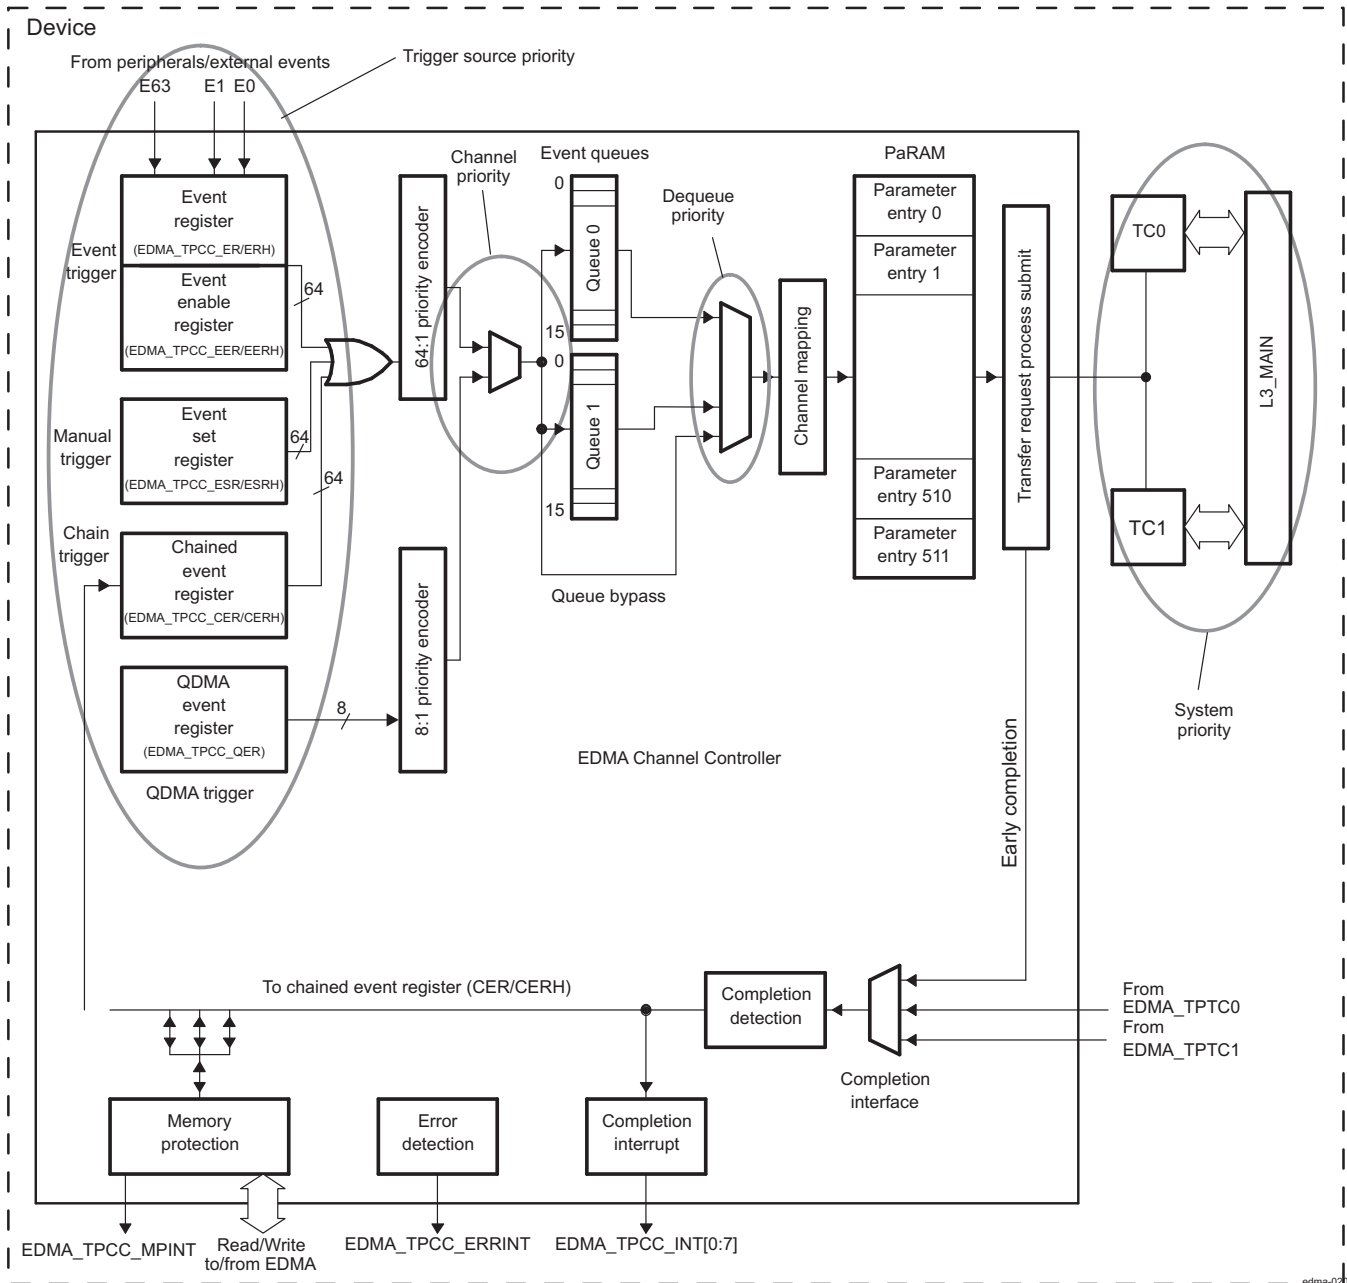 Device
From peripherals/external events
Trigger source priority
E63
E1
E0
Event
register
(EDMA_TPCC_ER/ERH)
Event
trigger
Event
enable
register
(EDMA_TPCC_EER/EERH)
64
Manual
trigger
Event
set
register
(EDMA_TPCC_ESR/ESRH)
64
64
Chain
trigger
Chained
event
register
(EDMA_TPCC_CER/CERH)
QDMA
event
register
(EDMA_TPCC_QER)
QDMA trigger
8
64:1 priority encoder
8:1 priority encoder
Channel
priority
Event queues
0
Queue 0
15
0
Queue 1
15
Queue bypass
Dequeue
priority
Channel mapping
PaRAM
Parameter
entry 0
Parameter
entry 1
Parameter
entry 510
Parameter
entry 511
Transfer request process submit
TC0
TC1
L3_MAIN
System
priority
EDMA Channel Controller
Early completion
To chained event register (CER/CERH)
Completion
detection
From
EDMA_TPTC0
From
EDMA_TPTC1
Completion
interface
Memory
protection
Error
detection
Completion
interrupt
EDMA_TPCC_MPINT
Read/Write
to/from EDMA
EDMA_TPCC_ERRINT
EDMA_TPCC_INT[0:7]